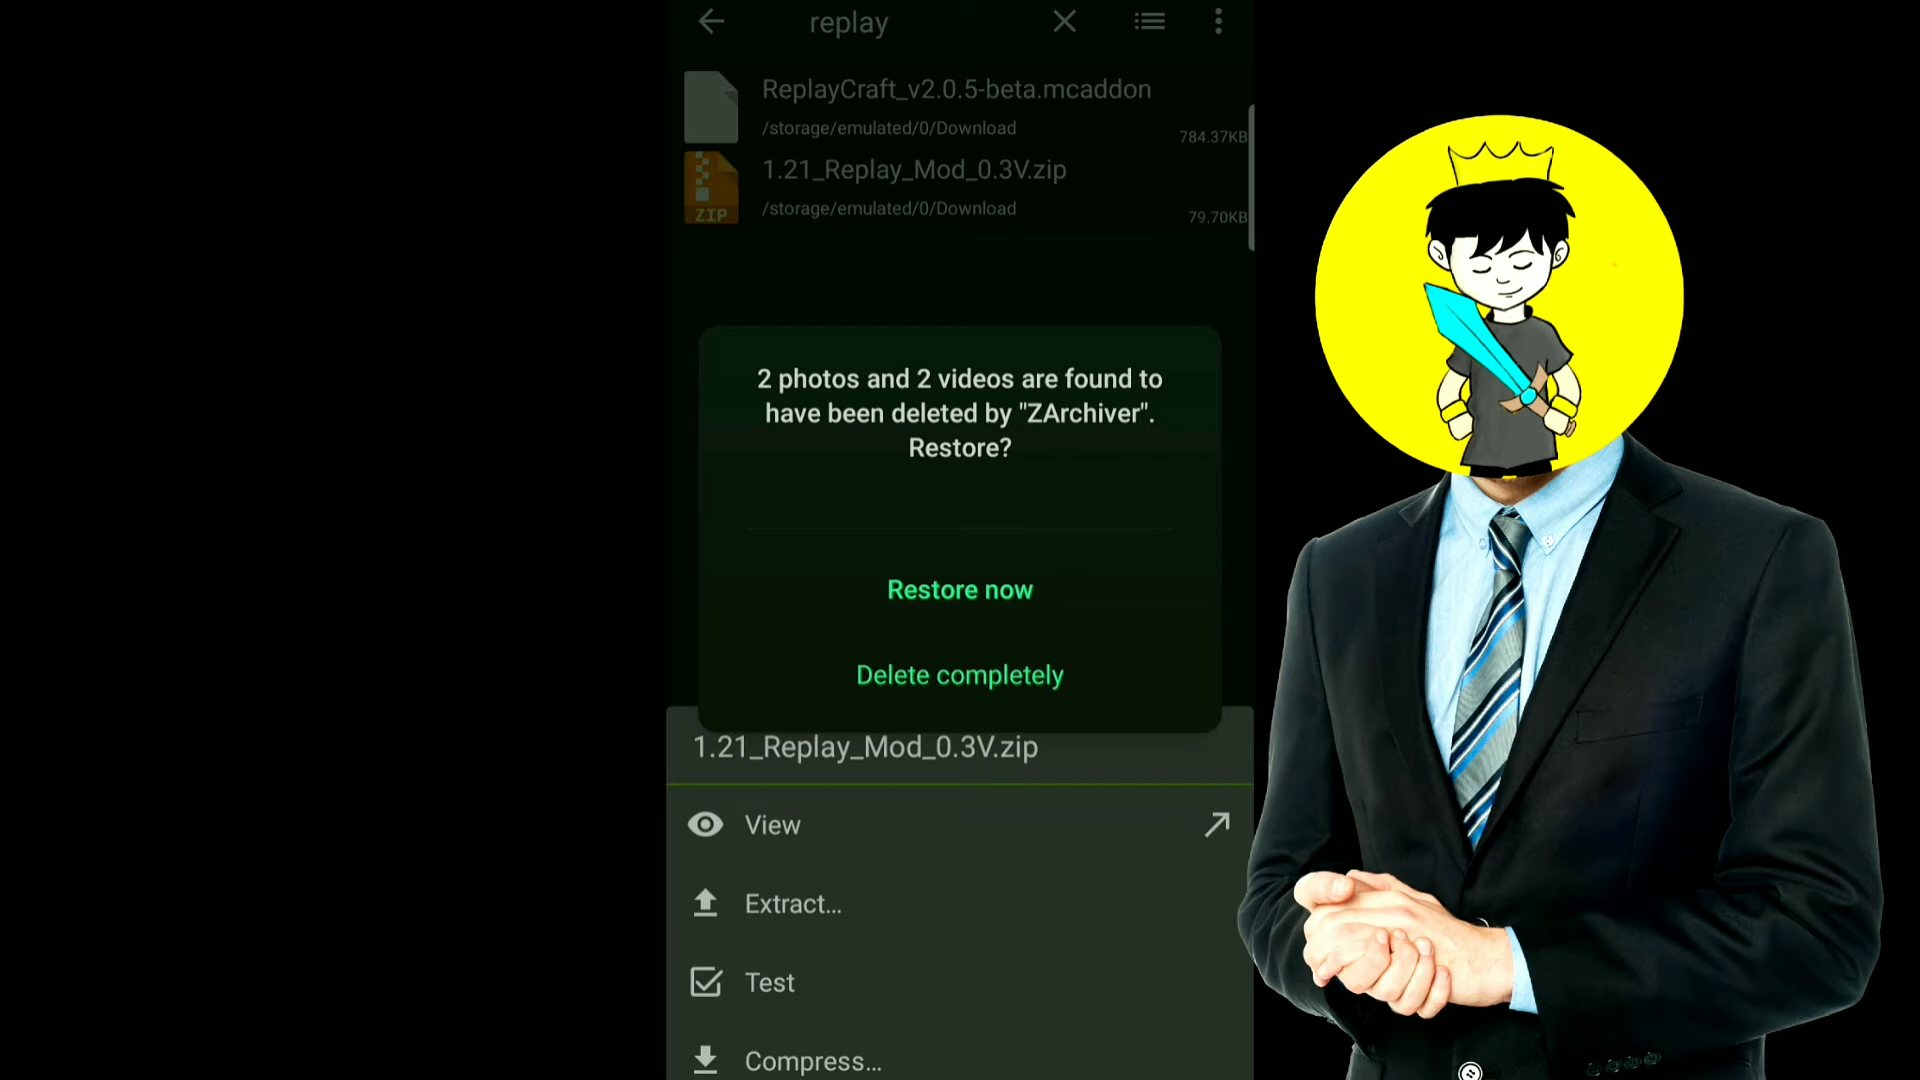 replay
ReplayCraft_v2.0.5-beta.mcaddon
/storage/emulated/0/Download
784.37KB
1.21_Replay_Mod_0.3V.zip
ZIP
/storage/emulated/0/Download
79.70KB
2 photos and 2 videos are found to
have been deleted by "ZArchiver".
Restore?
Restore now
Delete completely
1.21_Replay_Mod_0.3V.zip
View
Extract...
Test
Compress...